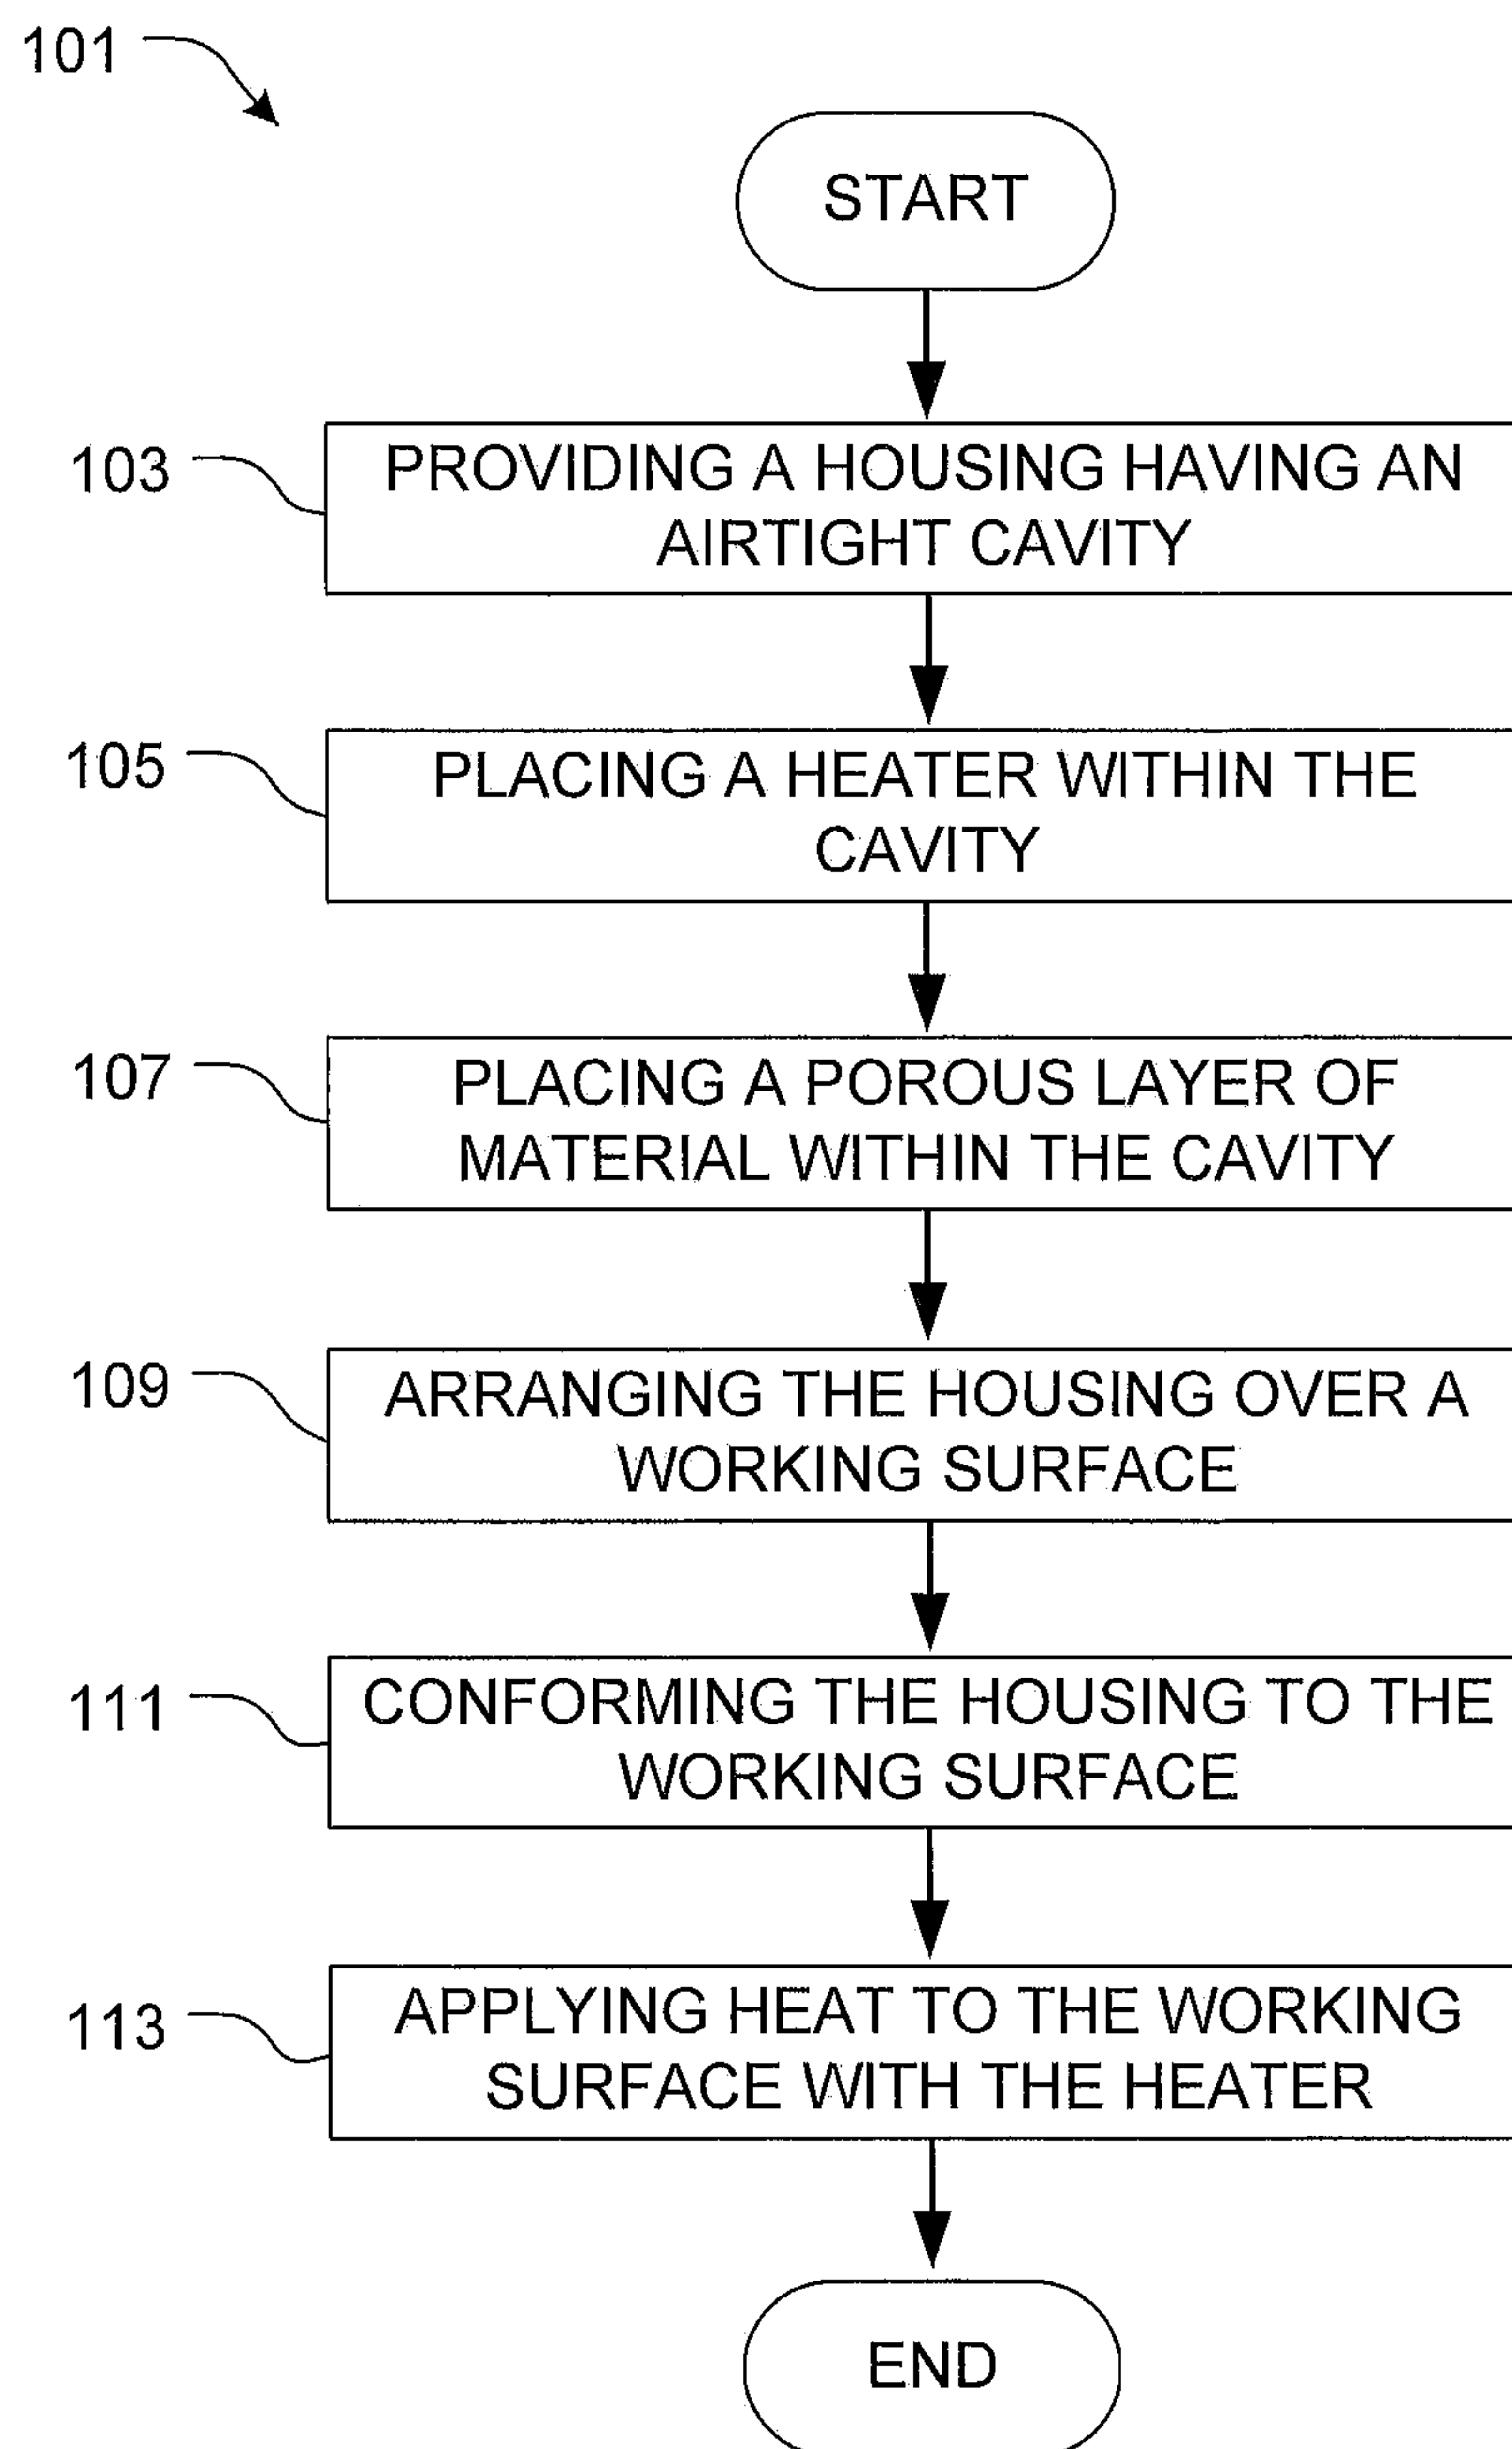 101
START
103
PROVIDING A HOUSING HAVING AN
AIRTIGHT CAVITY
105
PLACING A HEATER WITHIN THE
CAVITY
107
PLACING A POROUS LAYER OF
MATERIAL WITHIN THE CAVITY
109
ARRANGING THE HOUSING OVER A
WORKING SURFACE
111
CONFORMING THE HOUSING TO THE
WORKING SURFACE
113
APPLYING HEAT TO THE WORKING
SURFACE WITH THE HEATER
END